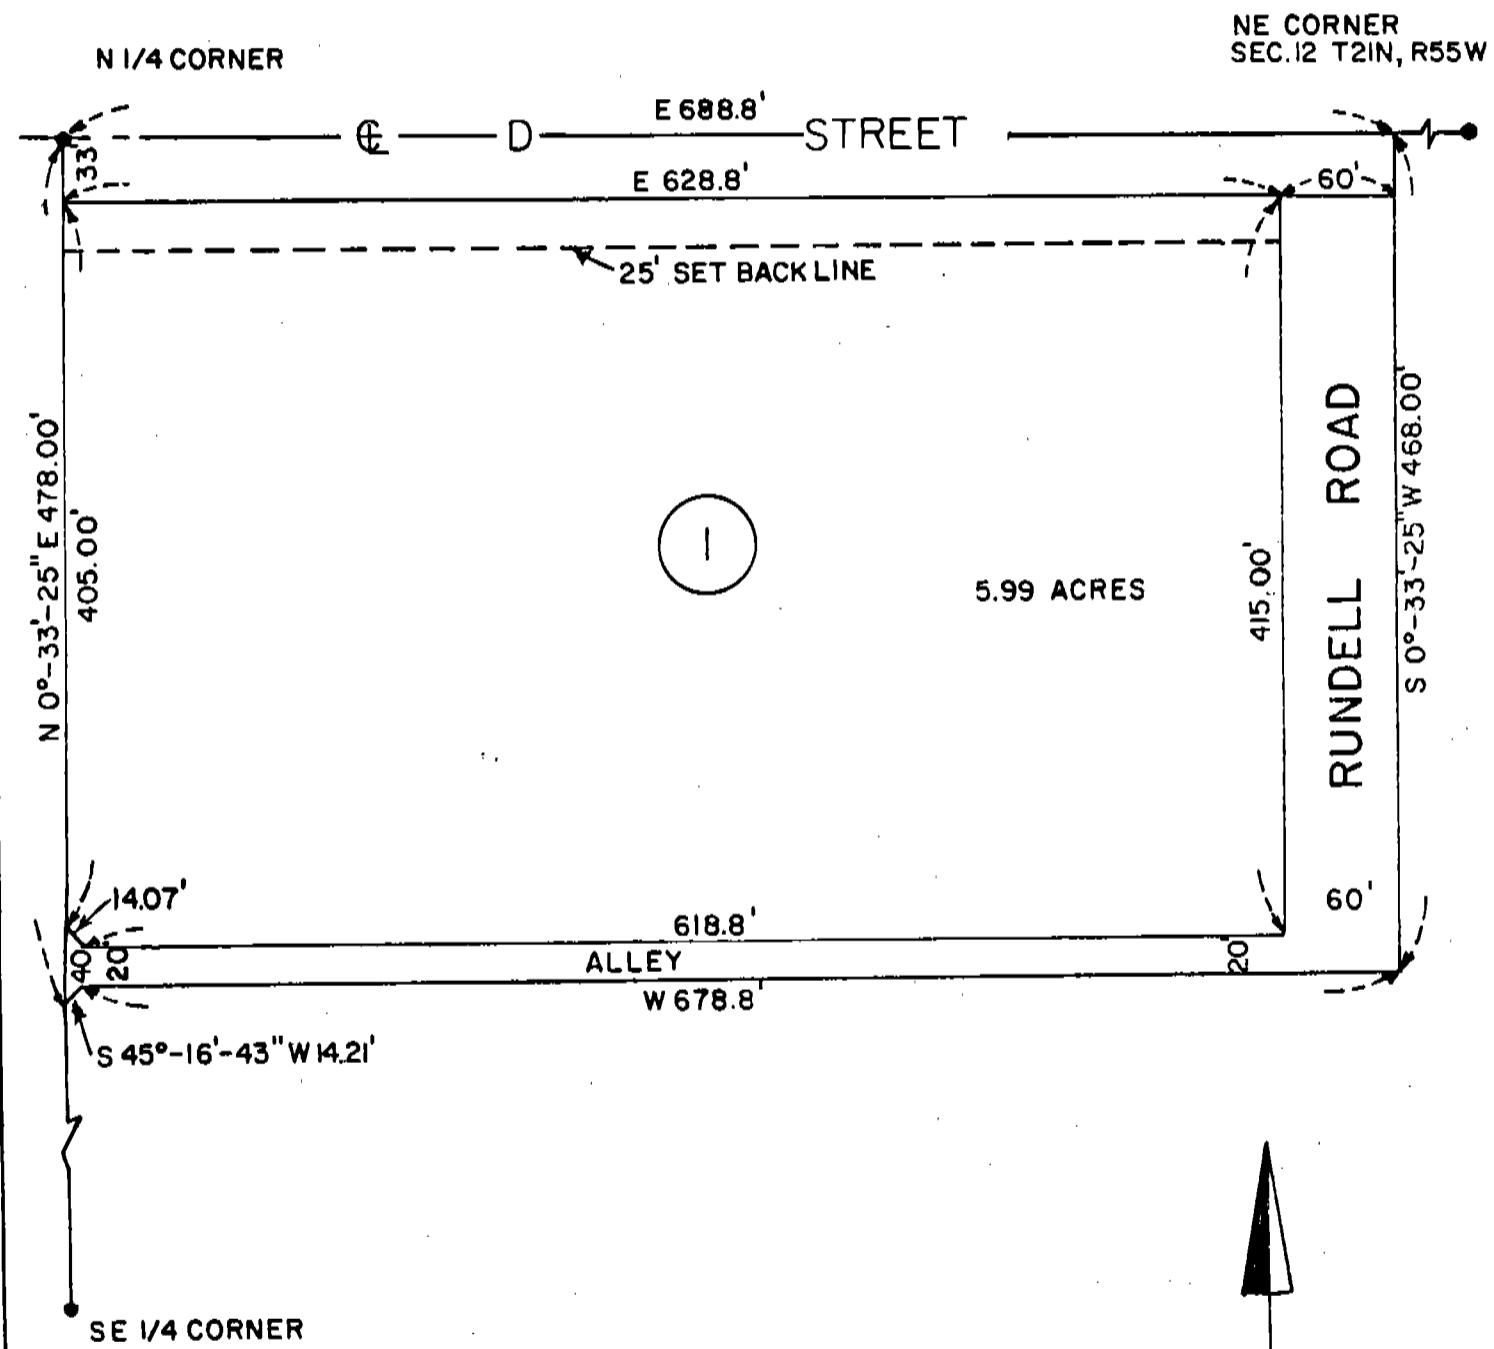 NE CORNER
SEC.12 T21N, R55W
N 1/4 CORNER
E 688.8'
℄ D STREET
33'
E 628.8'
60'
25' SET BACK LINE
N 0°-33'-25" E 478.00'
405.00'
1
5.99 ACRES
415.00'
RUNDELL ROAD
S 0°-33'-25" W 468.00'
14.07'
60'
618.8'
40'
20'
ALLEY
20'
W 678.8'
S 45°-16'-43" W 14.21'
SE 1/4 CORNER